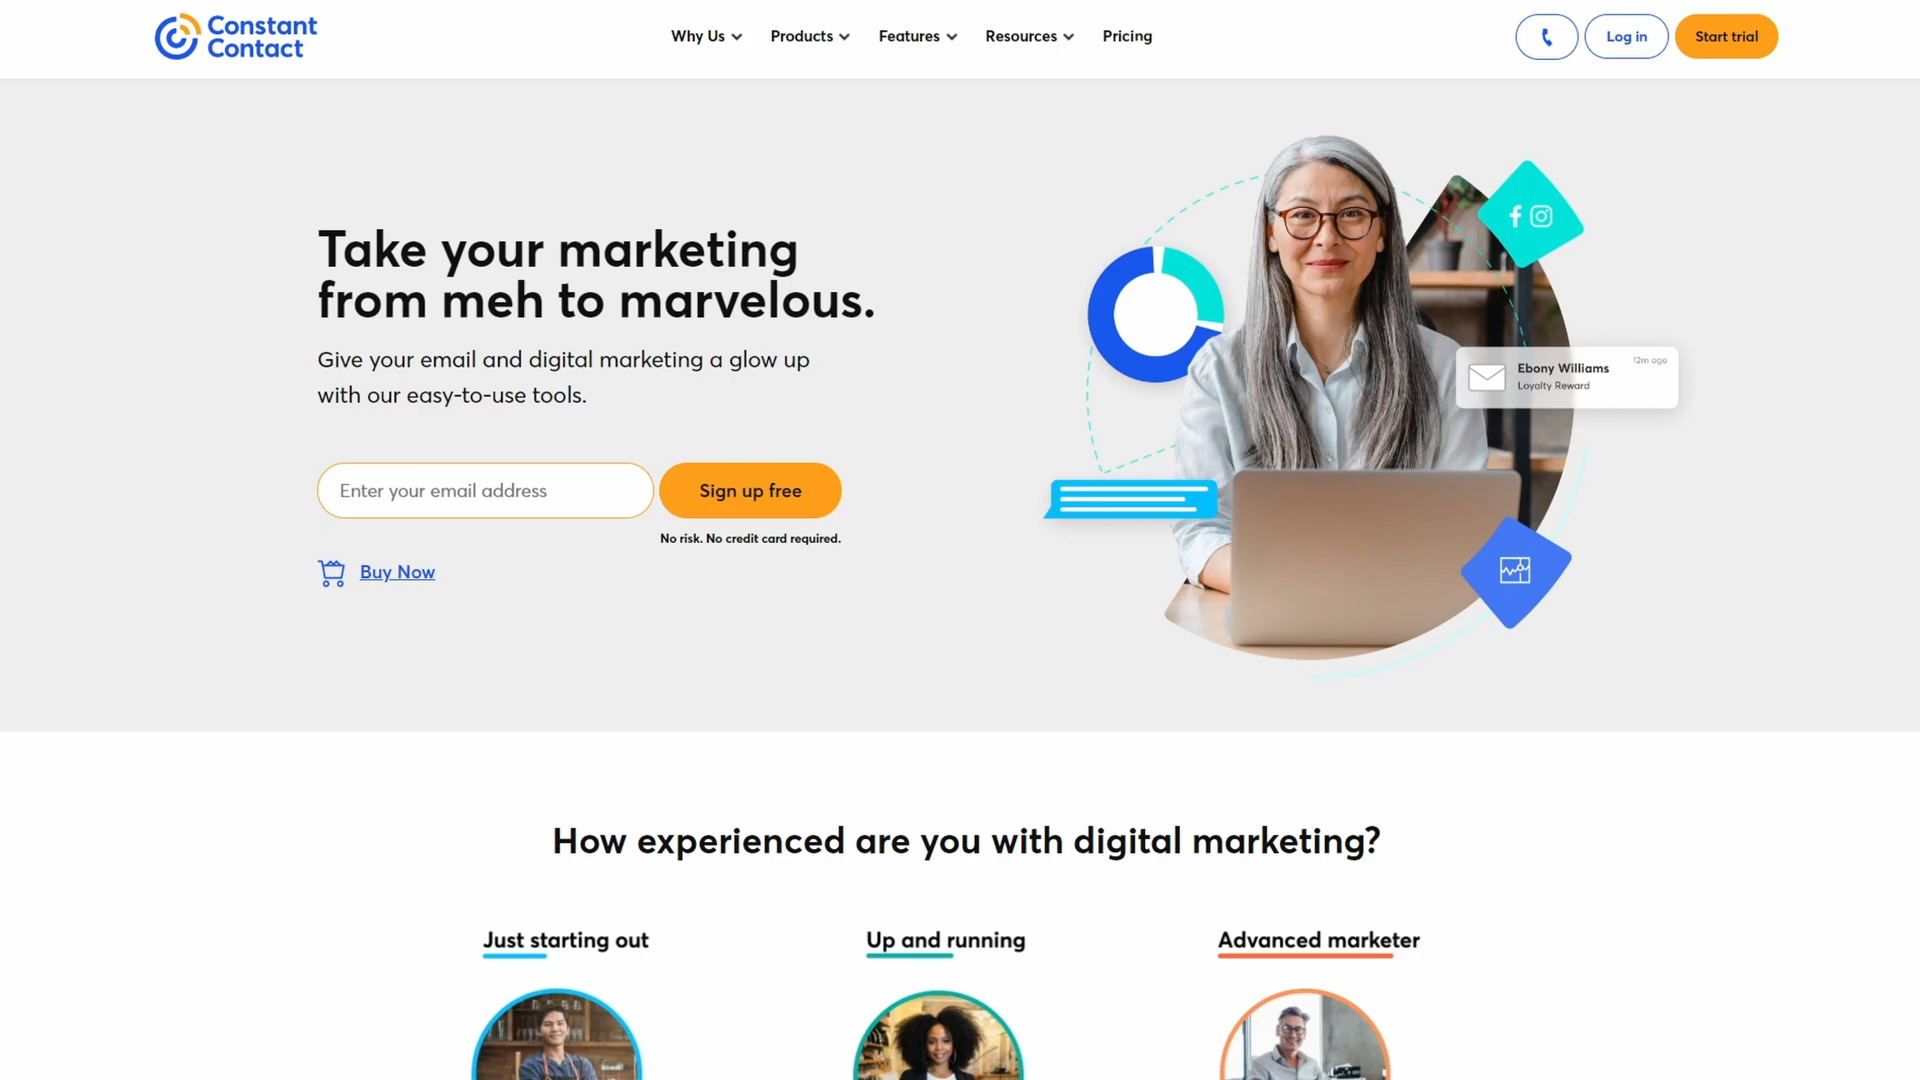 Constant
Contact
Why Us
Products
Features
Resources
Pricing
Log in
Start trial
Take your marketing
from meh to marvelous.
Give your email and digital marketing a glow up
with our easy-to-use tools.
Enter your email address
Sign up free
No risk. No credit card required.
Buy Now
12m ago
Ebony Williams
Loyalty Reward
How experienced are you with digital marketing?
Just starting out
Up and running
Advanced marketer